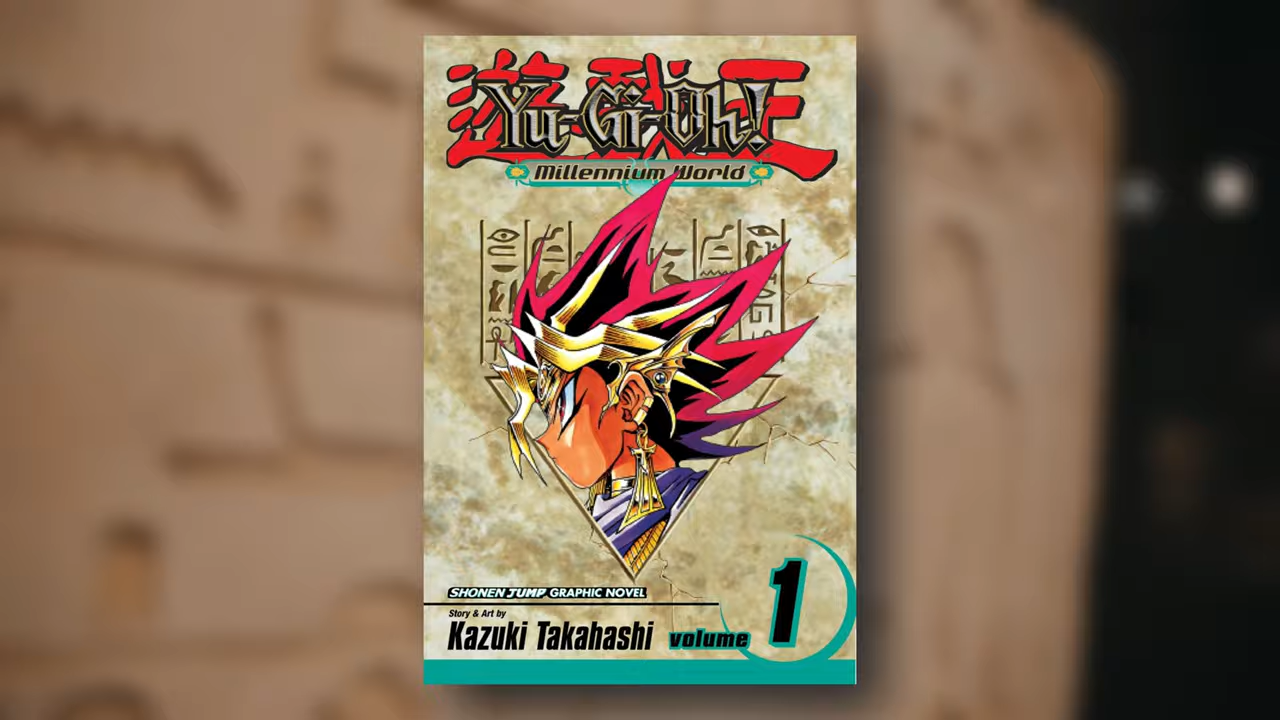 遊戯王
Yu-Gi-Oh!
Millennium World
SHONEN JUMP GRAPHIC NOVEL
Story & Art by
Kazuki Takahashi
volume 1